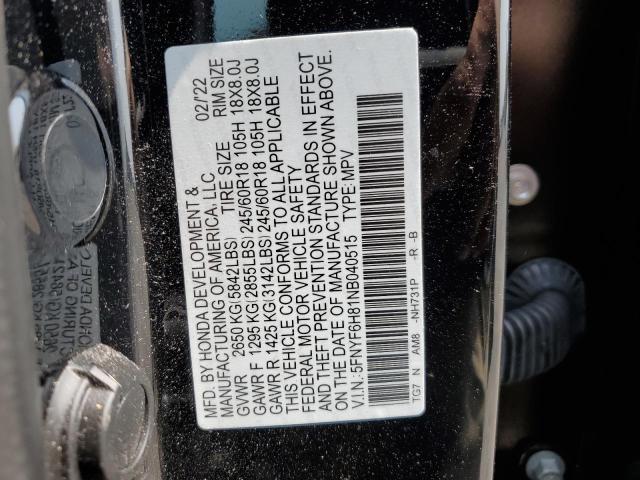 MFD. BY HONDA DEVELOPMENT & 02/22
MANUFACTURING OF AMERICA, LLC
TIRE SIZE RIM SIZE
GVWR 2650 KG(5842LBS)
GAWR F 1295 KG(2855LBS) 245/60R18 105H 18X8.0J
GAWR R 1425 KG(3142LBS) 245/60R18 105H 18X8.0J
THIS VEHICLE CONFORMS TO ALL APPLICABLE
FEDERAL MOTOR VEHICLE SAFETY
AND THEFT PREVENTION STANDARDS IN EFFECT
ON THE DATE OF MANUFACTURE SHOWN ABOVE.
V.I.N.:5FNYF6H81NB040515 TYPE:MPV
TG7 N AM8 -NH731P -R -B